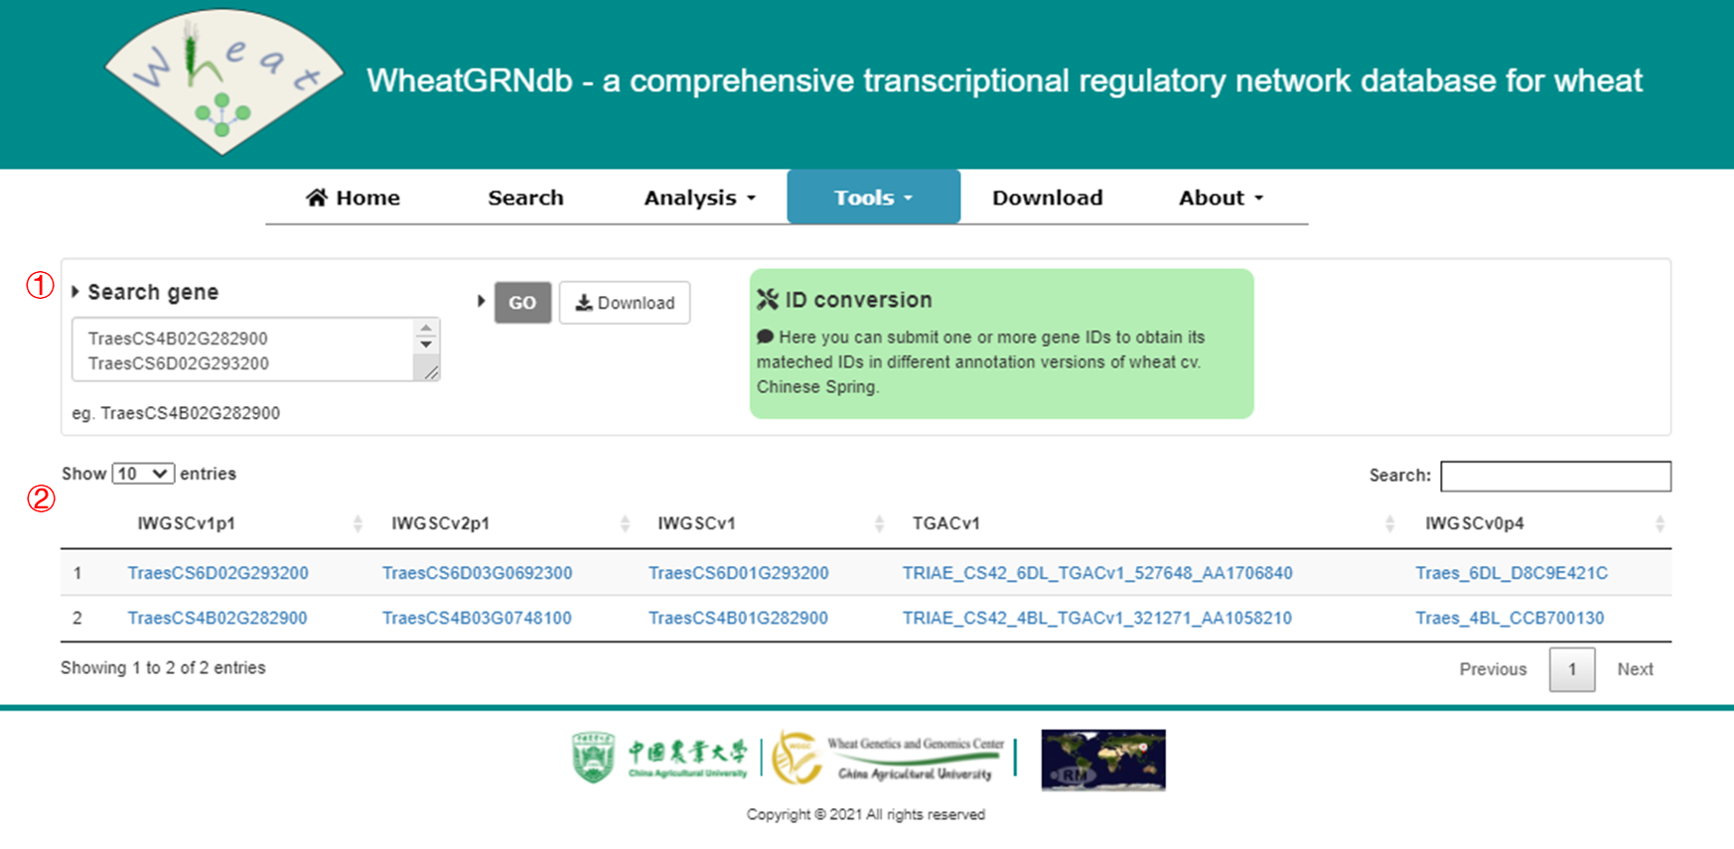 Wheat
WheatGRNdb - a comprehensive transcriptional regulatory network database for wheat
Home Search Analysis Tools Download About
①
Search gene
GO Download
TraesCS4B02G282900
TraesCS6D02G293200
eg. TraesCS4B02G282900
ID conversion
Here you can submit one or more gene IDs to obtain its
mateched IDs in different annotation versions of wheat cv.
Chinese Spring.
Show 10 entries
Search:
②
IWGSCv1p1 IWGSCv2p1 IWGSCv1 TGACv1 IWGSCv0p4
1 TraesCS6D02G293200 TraesCS6D03G0692300 TraesCS6D01G293200 TRIAE_CS42_6DL_TGACv1_527648_AA1706840 Traes_6DL_D8C9E421C
2 TraesCS4B02G282900 TraesCS4B03G0748100 TraesCS4B01G282900 TRIAE_CS42_4BL_TGACv1_321271_AA1058210 Traes_4BL_CCB700130
Showing 1 to 2 of 2 entries
Previous 1 Next
中国農業大学
China Agricultural University
WGGC
Wheat Genetics and Genomics Center
China Agricultural University
RM
Copyright © 2021 All rights reserved